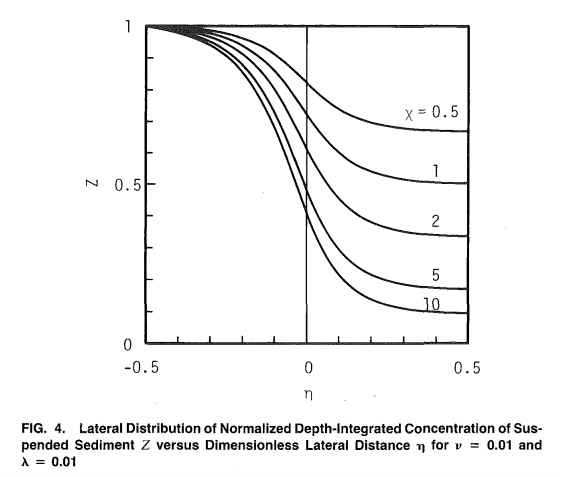 1
χ = 0.5
1
Z
0.5
2
5
10
0
-0.5
0
0.5
η
FIG. 4. Lateral Distribution of Normalized Depth-Integrated Concentration of Sus-
pended Sediment Z versus Dimensionless Lateral Distance η for ν = 0.01 and
λ = 0.01